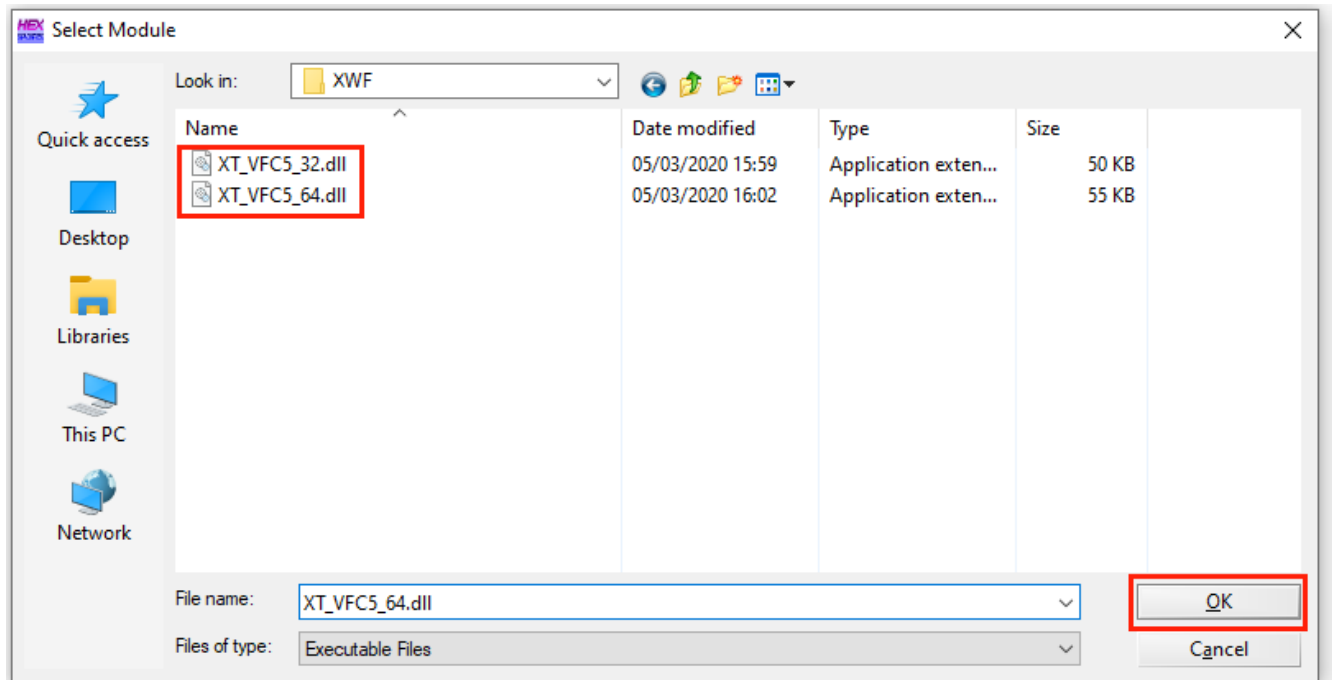 HEX Select Module
Look in: XWF
Name Date modified Type Size
XT_VFC5_32.dll 05/03/2020 15:59 Application exten... 50 KB
XT_VFC5_64.dll 05/03/2020 16:02 Application exten... 55 KB
Quick access
Desktop
Libraries
This PC
Network
File name: XT_VFC5_64.dll OK
Files of type: Executable Files Cancel